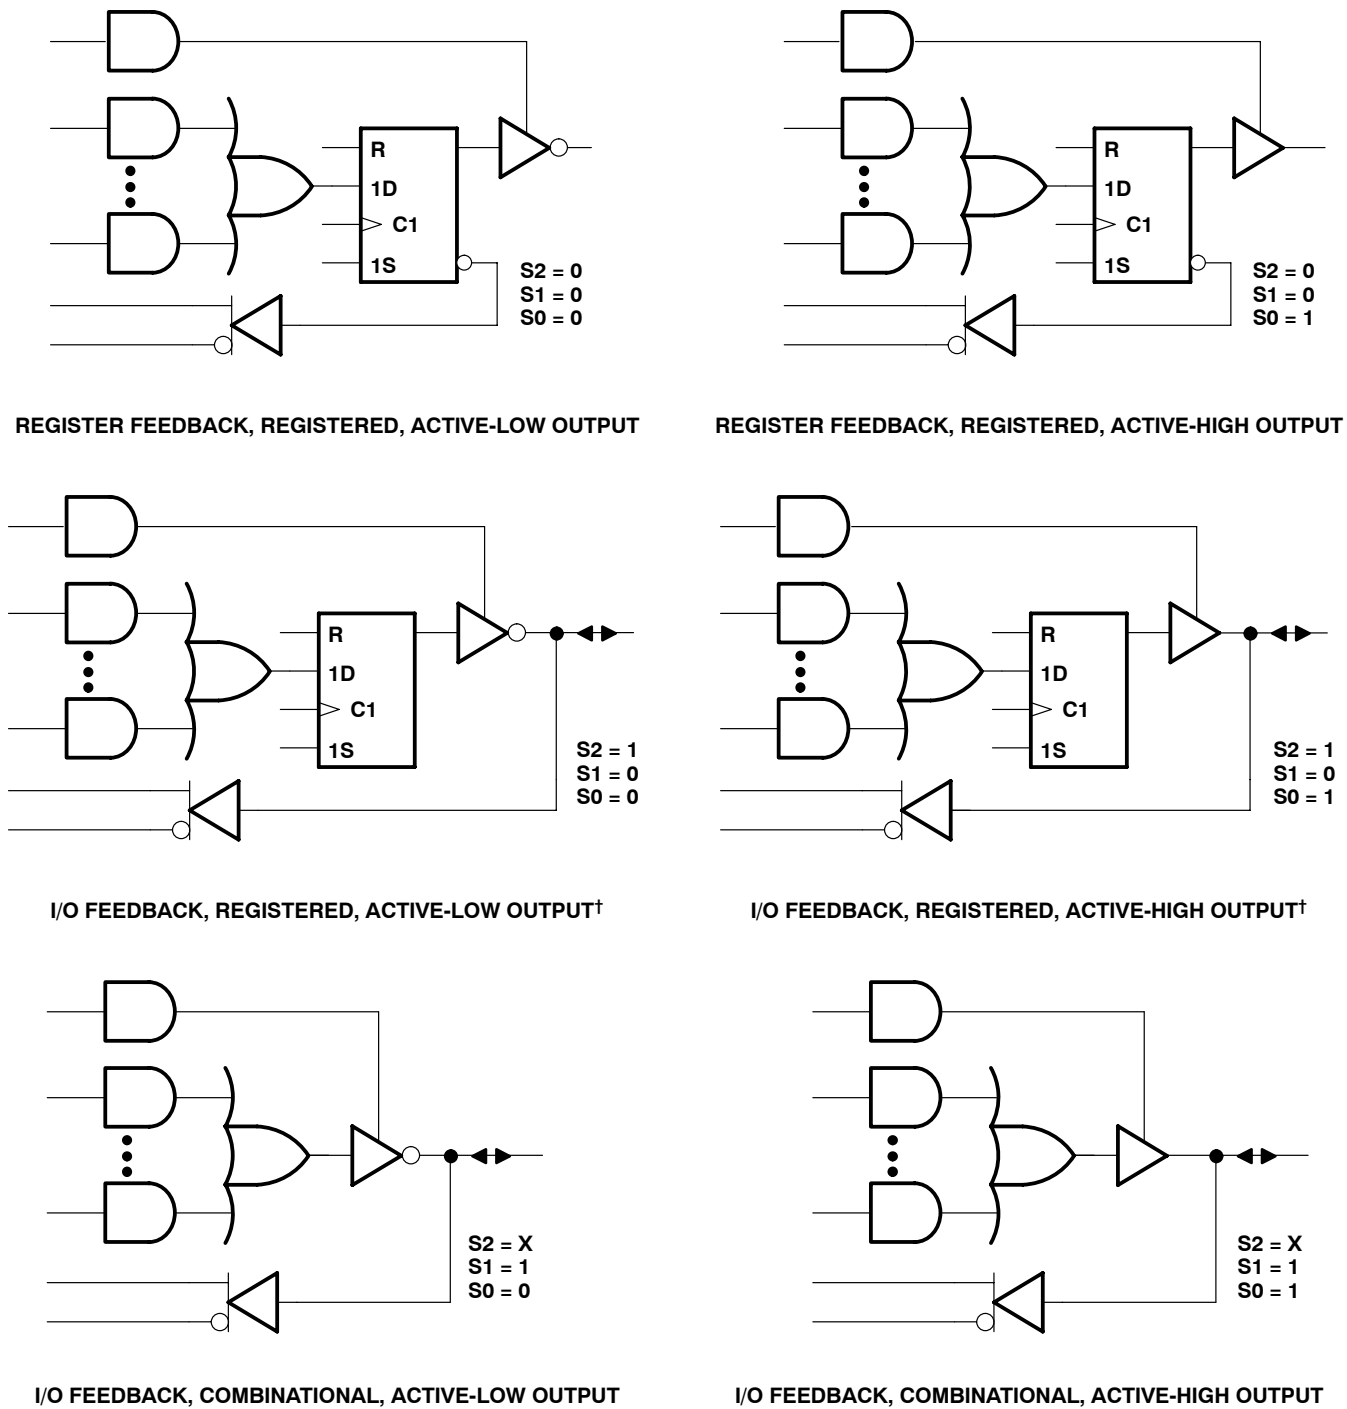 R
1D
C1
1S
S2 = 0
S1 = 0
S0 = 0
REGISTER FEEDBACK, REGISTERED, ACTIVE-LOW OUTPUT
R
1D
C1
1S
S2 = 0
S1 = 0
S0 = 1
REGISTER FEEDBACK, REGISTERED, ACTIVE-HIGH OUTPUT
R
1D
C1
1S
S2 = 1
S1 = 0
S0 = 0
I/O FEEDBACK, REGISTERED, ACTIVE-LOW OUTPUT†
R
1D
C1
1S
S2 = 1
S1 = 0
S0 = 1
I/O FEEDBACK, REGISTERED, ACTIVE-HIGH OUTPUT†
S2 = X
S1 = 1
S0 = 0
I/O FEEDBACK, COMBINATIONAL, ACTIVE-LOW OUTPUT
S2 = X
S1 = 1
S0 = 1
I/O FEEDBACK, COMBINATIONAL, ACTIVE-HIGH OUTPUT